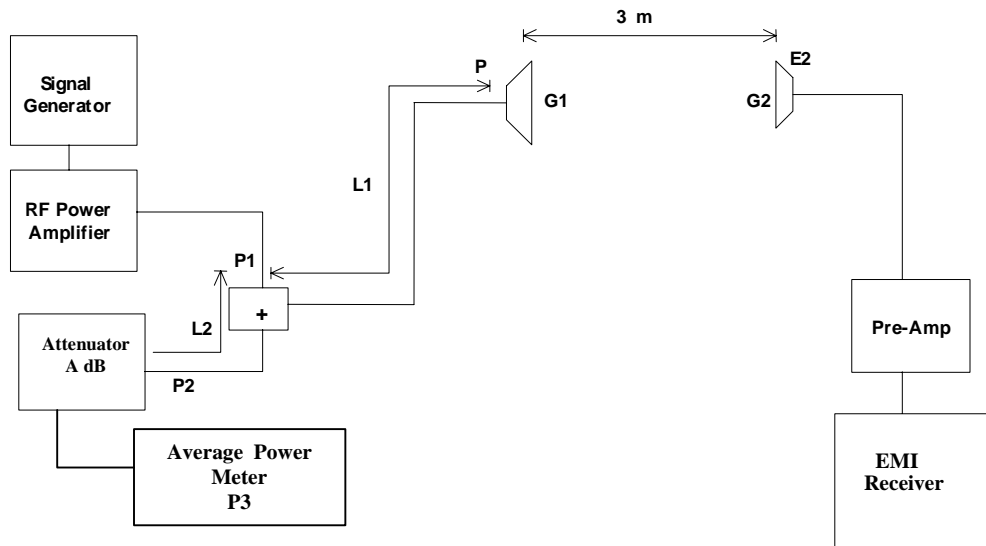 3 m
Signal
Generator
P
E2
G1
G2
L1
RF Power
Amplifier
P1
+
L2
Attenuator
A dB
P2
Pre-Amp
Average Power
Meter
P3
EMI
Receiver